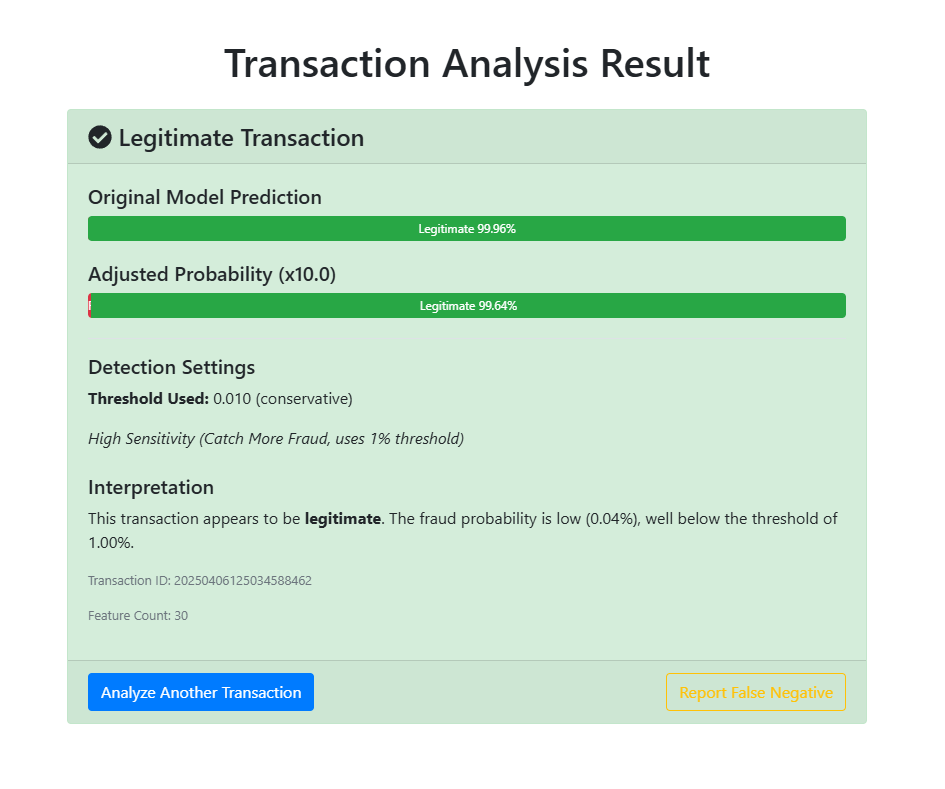 Transaction Analysis Result
Legitimate Transaction
Original Model Prediction
Legitimate 99.96%
Adjusted Probability (x10.0)
Legitimate 99.64%
Detection Settings
Threshold Used: 0.010 (conservative)
High Sensitivity (Catch More Fraud, uses 1% threshold)
Interpretation
This transaction appears to be legitimate. The fraud probability is low (0.04%), well below the threshold of
1.00%.
Transaction ID: 20250406125034588462
Feature Count: 30
Analyze Another Transaction
Report False Negative